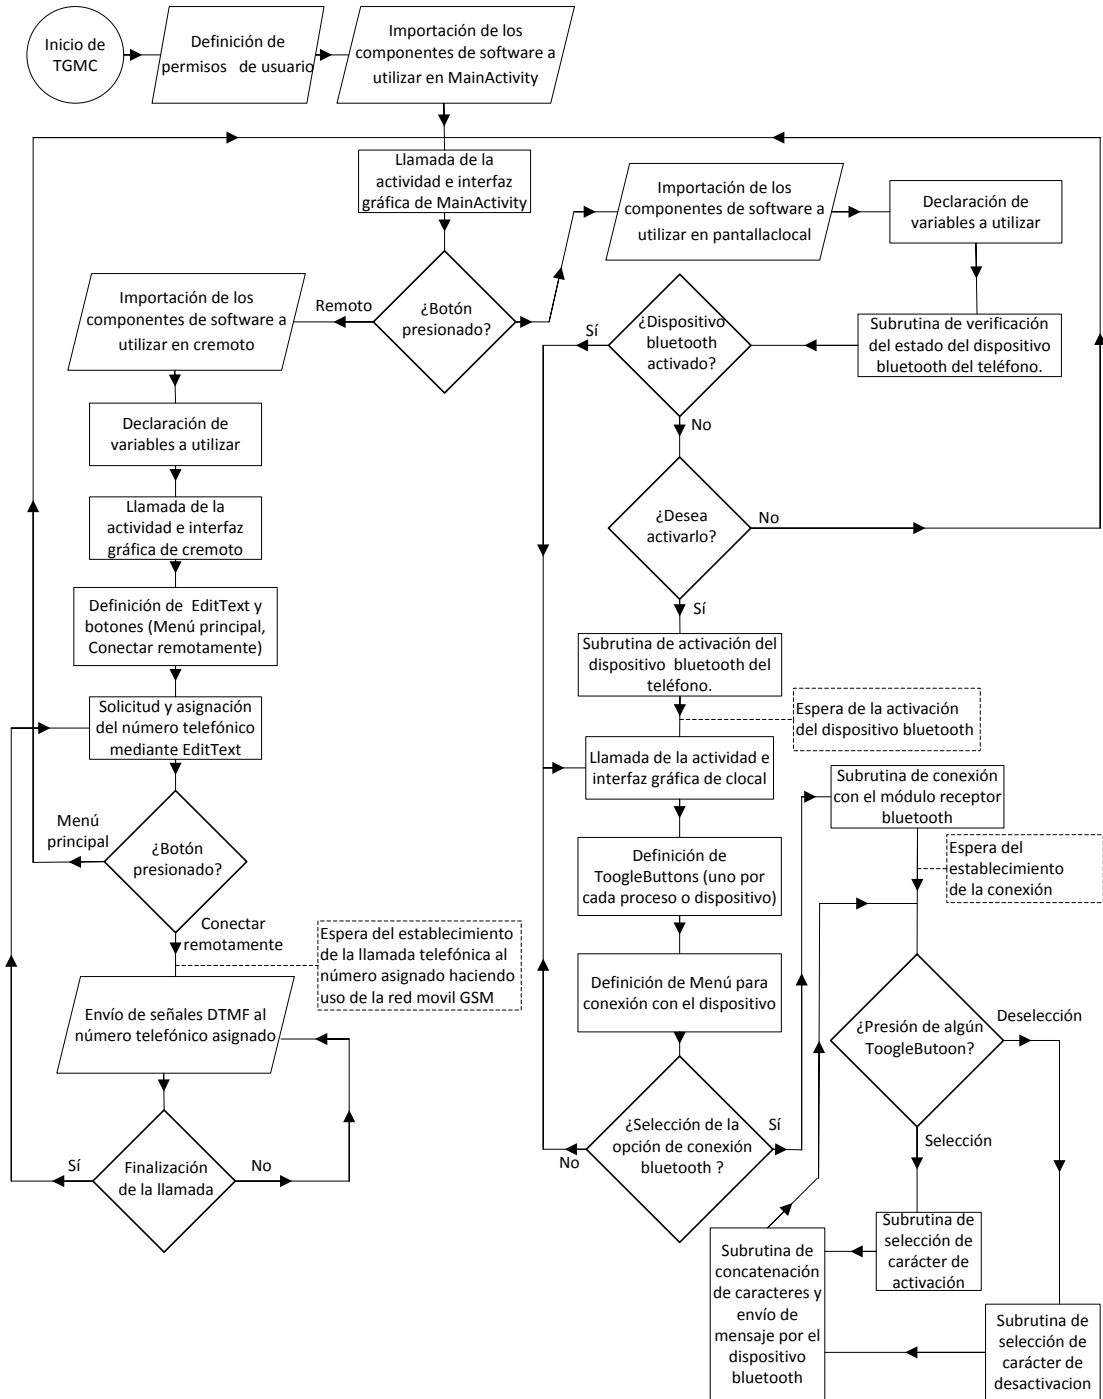 Inicio de
TGMC
Definición de
permisos de usuario
Importación de los
componentes de software a
utilizar en MainActivity
Llamada de la
actividad e interfaz
gráfica de MainActivity
Importación de los
componentes de software a
utilizar en pantallaclocal
Declaración de
variables a utilizar
Importación de los
componentes de software a
utilizar en cremoto
Remoto
¿Botón
presionado?
Sí
¿Dispositivo
bluetooth
activado?
Subrutina de verificación
del estado del dispositivo
bluetooth del teléfono.
No
Declaración de
variables a utilizar
¿Desea
activarlo?
No
Llamada de la
actividad e interfaz
gráfica de cremoto
Sí
Definición de EditText y
botones (Menú principal,
Conectar remotamente)
Subrutina de activación del
dispositivo bluetooth del
teléfono.
Solicitud y asignación
del número telefónico
mediante EditText
Espera de la activación
del dispositivo bluetooth
Llamada de la actividad e
interfaz gráfica de clocal
Subrutina de conexión
con el módulo receptor
bluetooth
Menú
principal
¿Botón
presionado?
Definición de
ToogleButtons (uno por
cada proceso o dispositivo)
Espera del
establecimiento
de la conexión
Conectar
remotamente
Espera del establecimiento
de la llamada telefónica al
número asignado haciendo
uso de la red movil GSM
Definición de Menú para
conexión con el dispositivo
Envío de señales DTMF al
número telefónico asignado
¿Presión de algún
ToogleButoon?
Deselección
¿Selección de la
opción de conexión
bluetooth ?
Sí
No
Selección
Sí
Finalización
de la llamada
No
Subrutina de
selección de
carácter de
activación
Subrutina de
concatenación
de caracteres y
envío de
mensaje por el
dispositivo
bluetooth
Subrutina de
selección de
carácter de
desactivacion